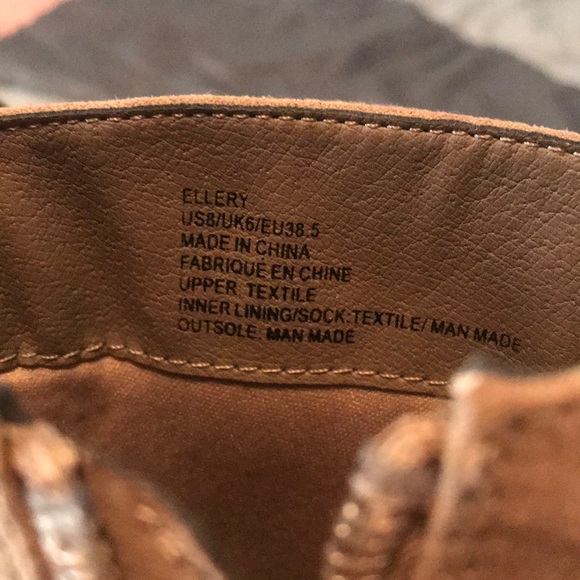 ELLERY
US8/UK6/EU38.5
MADE IN CHINA
FABRIQUÉ EN CHINE
UPPER TEXTILE
INNER LINING/SOCK:TEXTILE/ MAN MADE
OUTSOLE. MAN MADE